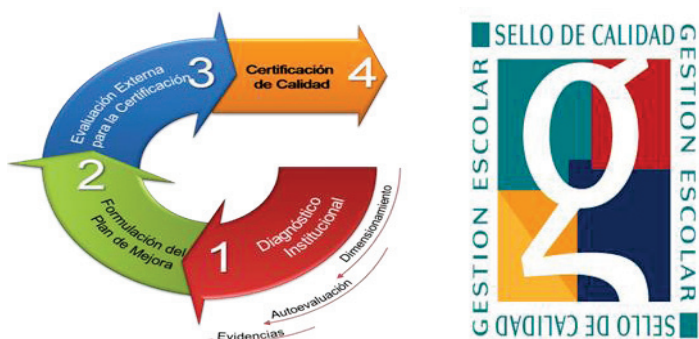 Certificación
de Calidad
4
3
Evaluación Externa
para la Certificación
2
Formulación del
Plan de Mejora
1
Diagnóstico
Institucional
Dimensionamiento
Autoevaluación
Evidencias
SELLO DE CALIDAD
GESTION ESCOLAR
GESTION ESCOLAR
SELLO DE CALIDAD
g